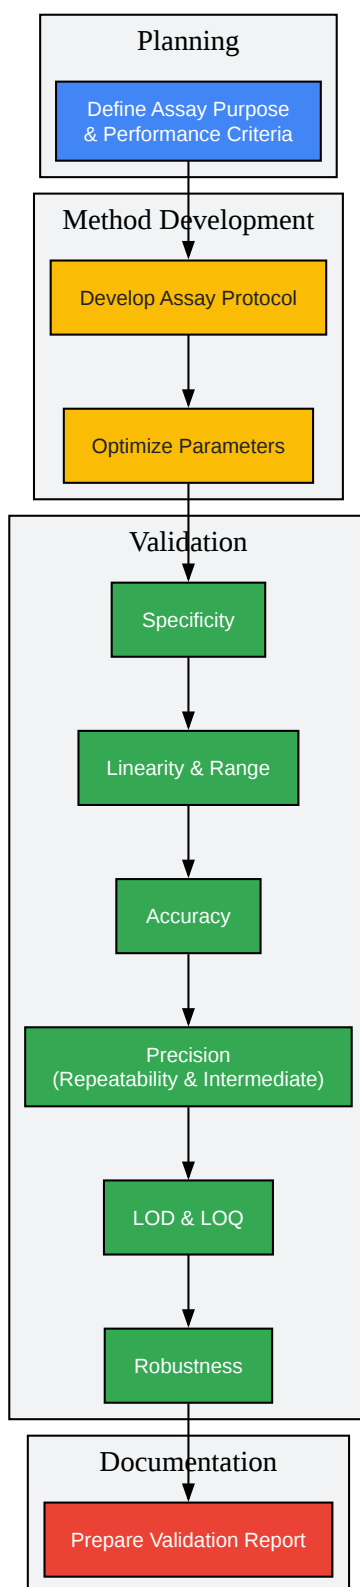 Planning
Define Assay Purpose
& Performance Criteria
Method Development
Develop Assay Protocol
Optimize Parameters
Validation
Specificity
Linearity & Range
Accuracy
Precision
(Repeatability & Intermediate)
LOD & LOQ
Robustness
Documentation
Prepare Validation Report